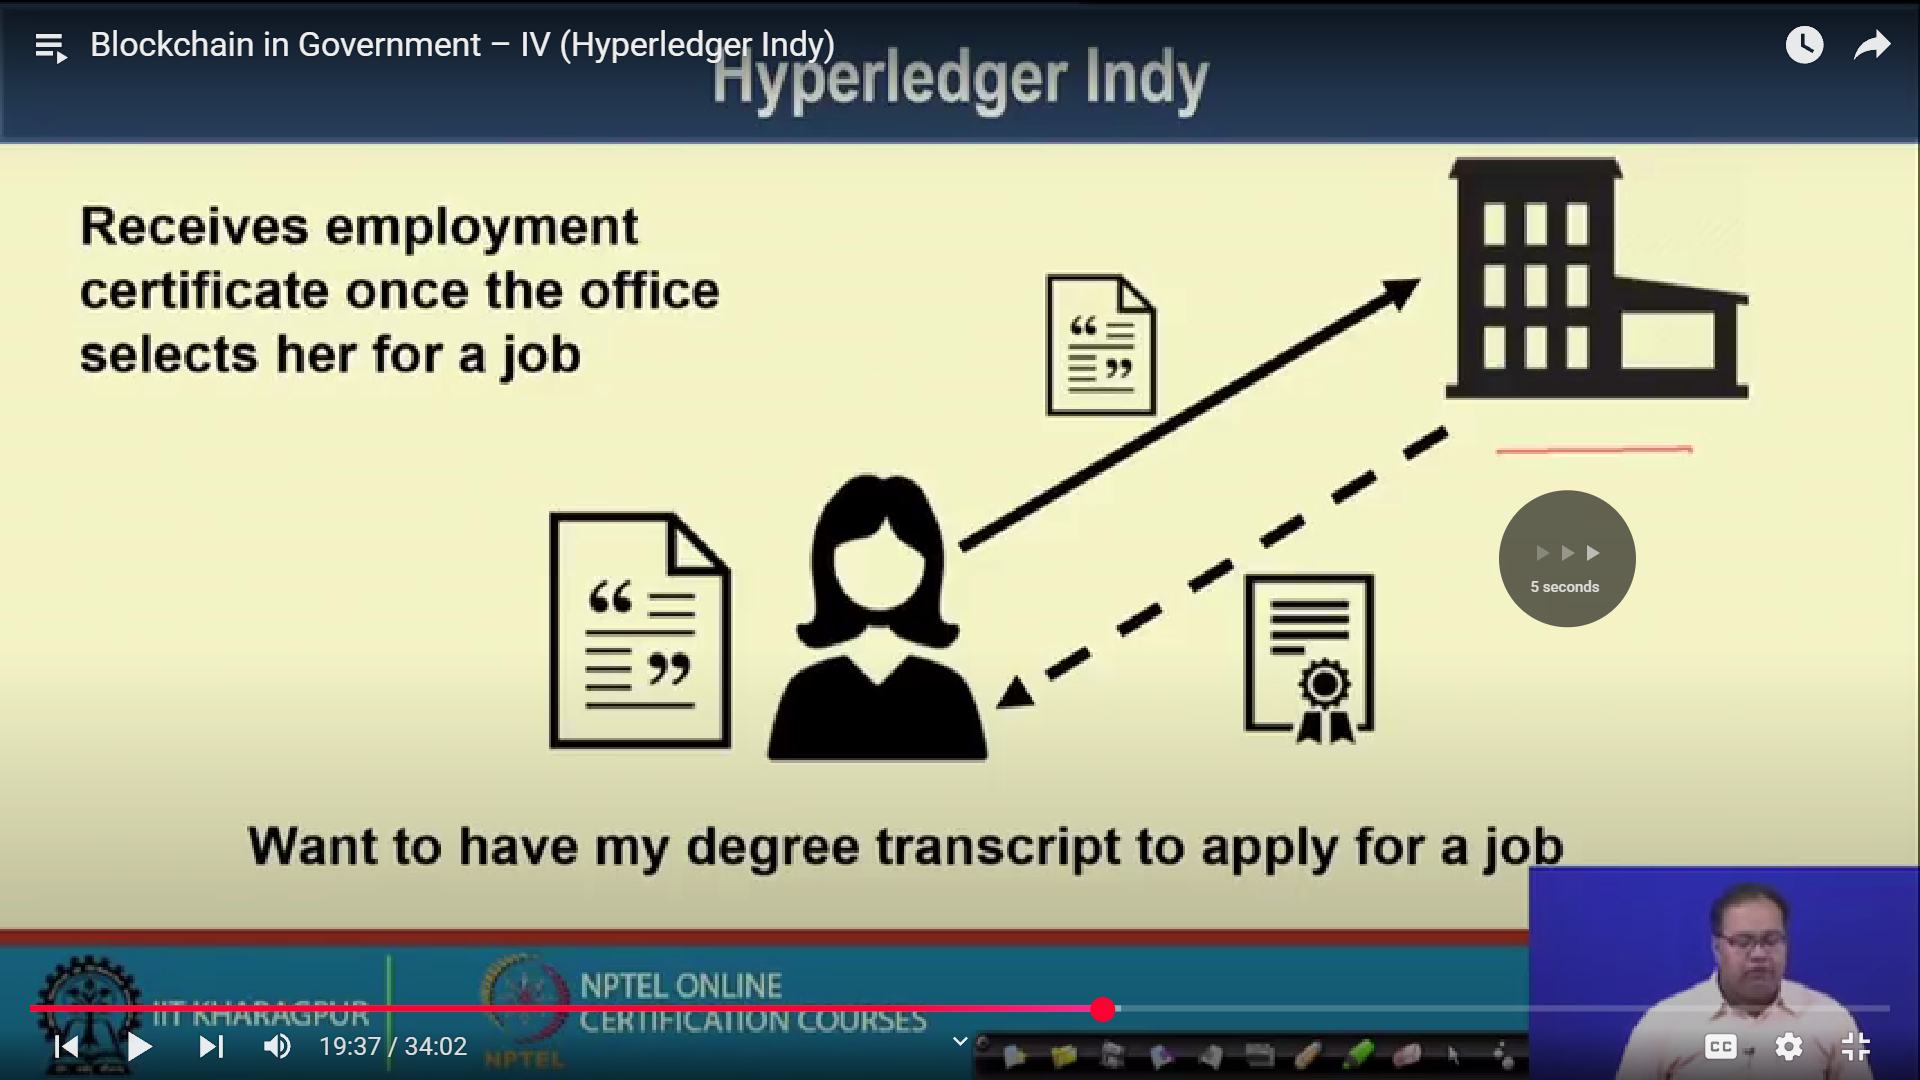 Blockchain in Government – IV (Hyperledger Indy)
Hyperledger Indy
Receives employment
certificate once the office
selects her for a job
5 seconds
Want to have my degree transcript to apply for a job
IIT KHARAGPUR
NPTEL
NPTEL ONLINE
CERTIFICATION COURSES
19:37 / 34:02
CC